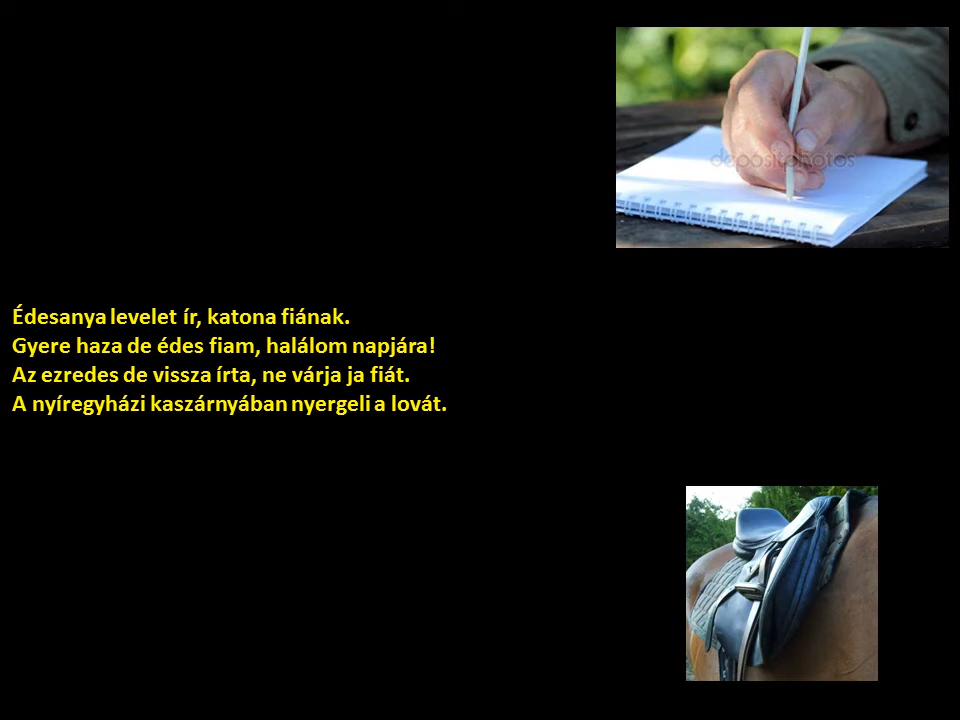 depositphotos
Édesanya levelet ír, katona fiának.
Gyere haza de édes fiam, halálom napjára!
Az ezredes de vissza írta, ne várja ja fiát.
A nyíregyházi kaszárnyában nyergeli a lovát.